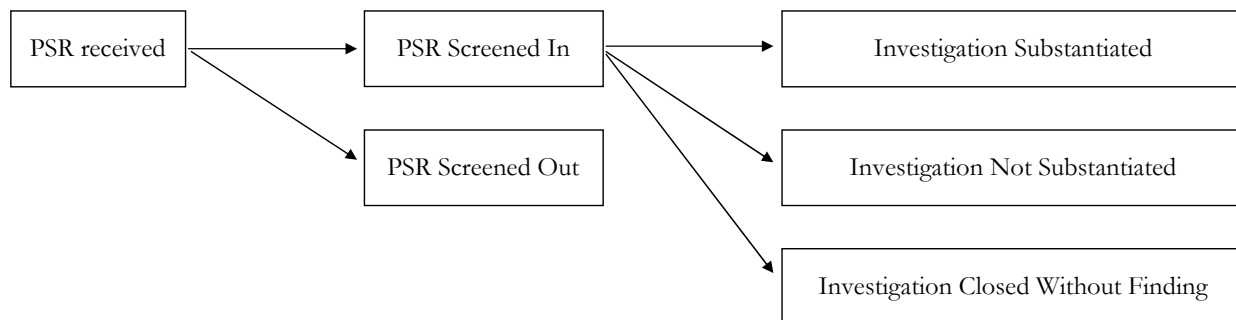 PSR received
PSR Screened In
Investigation Substantiated
PSR Screened Out
Investigation Not Substantiated
Investigation Closed Without Finding